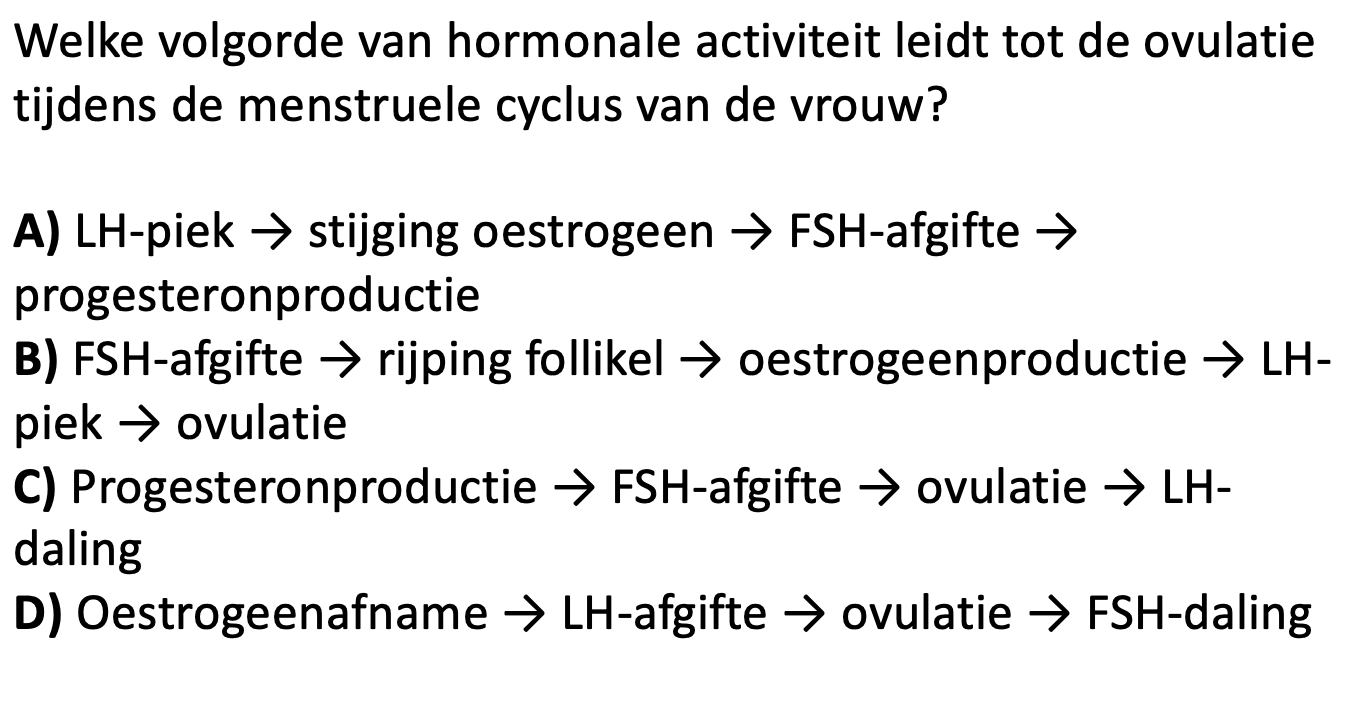 Welke volgorde van hormonale activiteit leidt tot de ovulatie
tijdens de menstruele cyclus van de vrouw?
A) LH-piek → stijging oestrogeen → FSH-afgifte →
progesteronproductie
B) FSH-afgifte → rijping follikel → oestrogeenproductie → LH-
piek → ovulatie
C) Progesteronproductie → FSH-afgifte → ovulatie → LH-
daling
D) Oestrogeenafname → LH-afgifte → ovulatie → FSH-daling